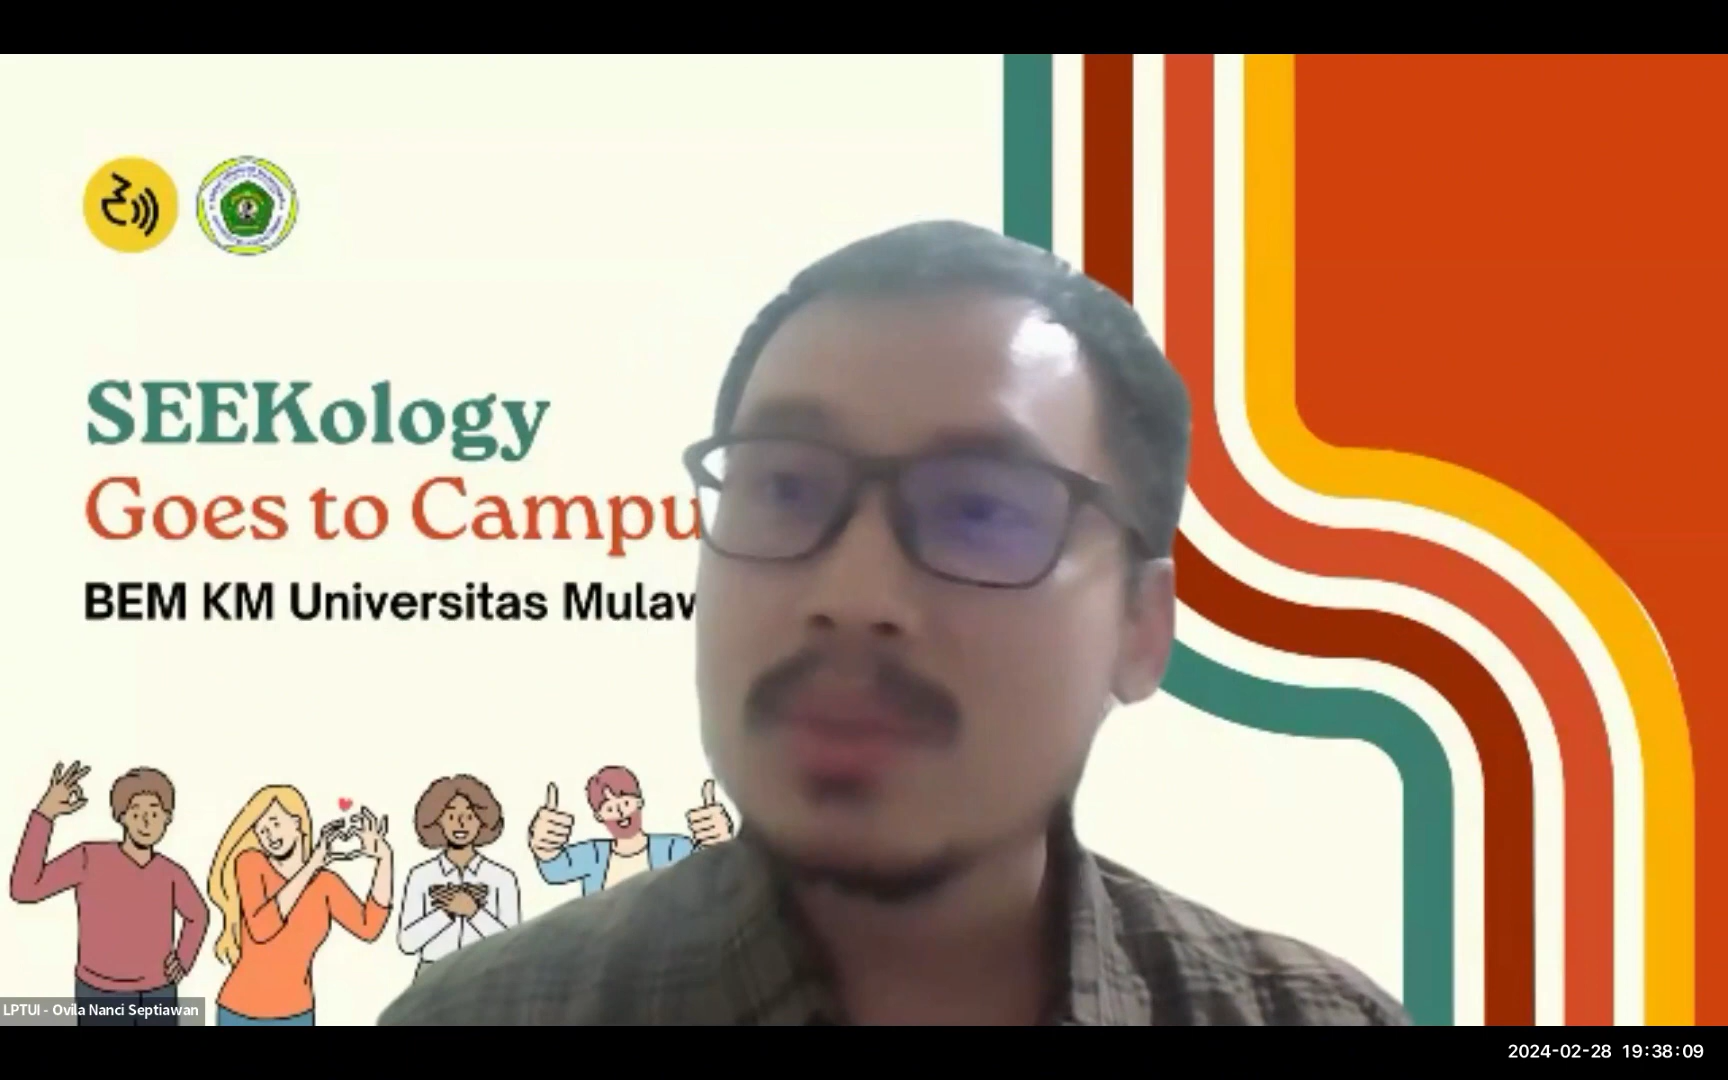 SEEKology
Goes to Campu
BEM KM Universitas Mulaw
LPTUI - Ovila Nanci Septiawan
2024-02-28 19:38:09